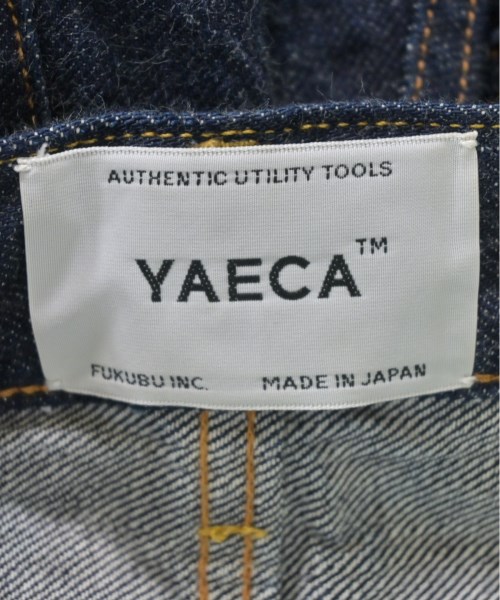 AUTHENTIC UTILITY TOOLS
YAECA™
FUKUBU INC. MADE IN JAPAN